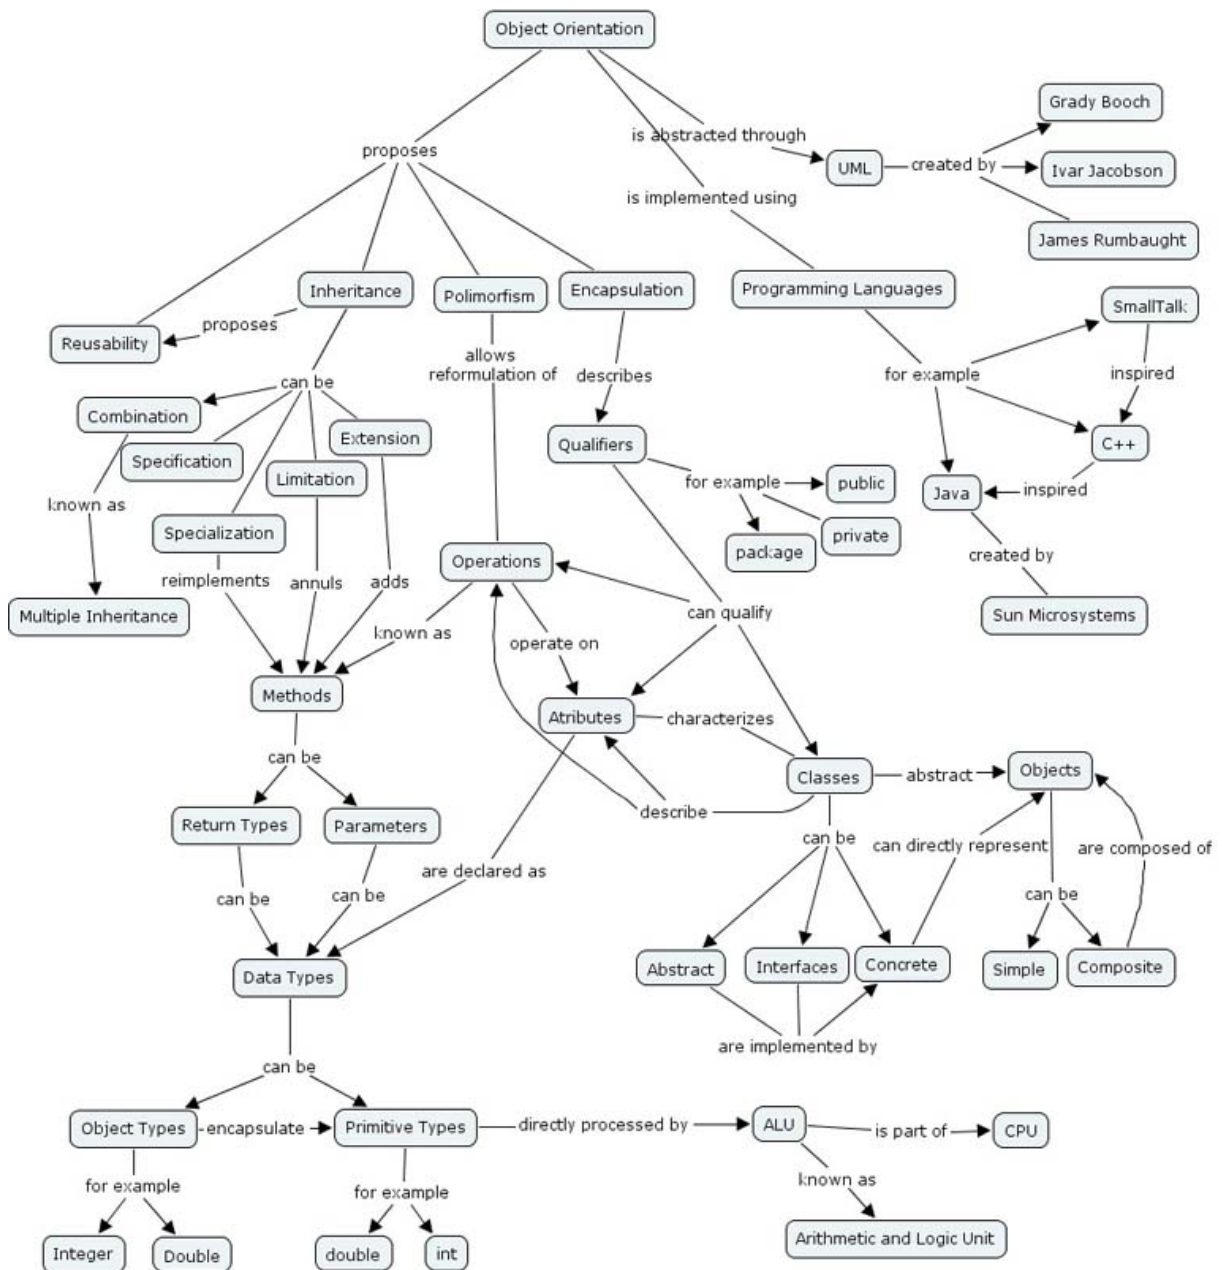 Object Orientation
Grady Booch
is abstracted through
UML
created by
Ivar Jacobson
proposes
is implemented using
James Rumbaught
Inheritance
Polimorfism
Encapsulation
Programming Languages
SmallTalk
proposes
Reusability
allows
reformulation of
describes
for example
inspired
can be
Combination
Extension
Qualifiers
C++
Specification
Limitation
for example
public
Java
inspired
known as
Specialization
package
private
created by
reimplements
annuls
adds
Operations
Multiple Inheritance
can qualify
Sun Microsystems
known as
operate on
Methods
Atributes
characterizes
can be
Classes
abstract
Objects
Return Types
Parameters
describe
can be
can directly represent
are composed of
are declared as
can be
can be
can be
Data Types
Abstract
Interfaces
Concrete
Simple
Composite
are implemented by
can be
Object Types
encapsulate
Primitive Types
directly processed by
ALU
is part of
CPU
for example
for example
known as
Integer
Double
double
int
Arithmetic and Logic Unit